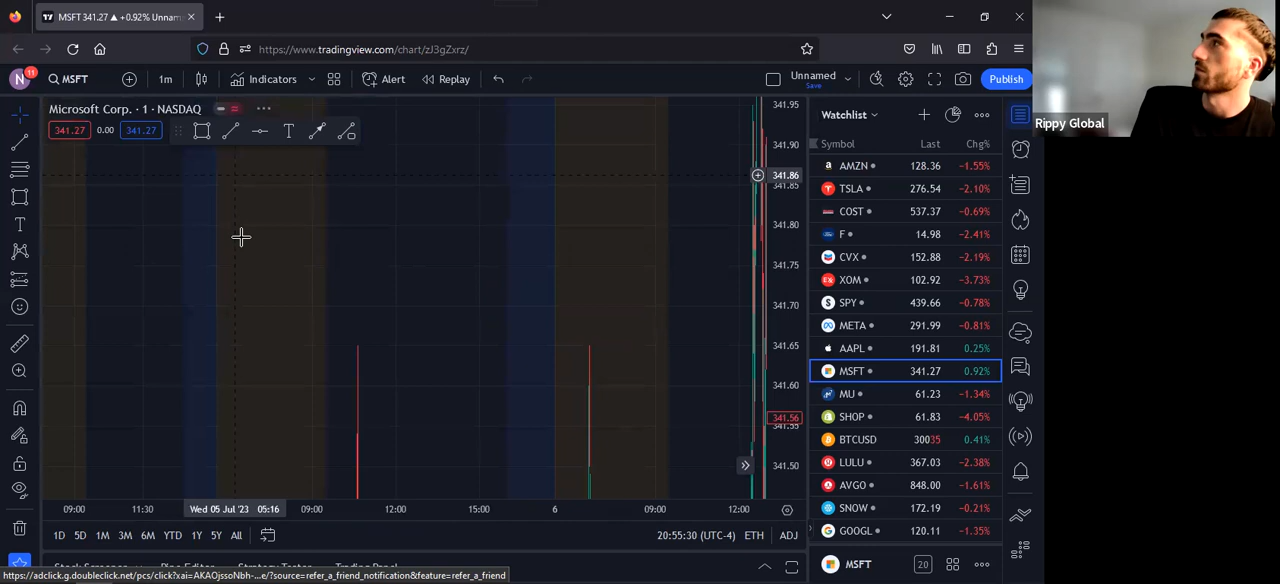 MSFT 341.27 ▲ +0.92% Unnam
https://www.tradingview.com/chart/zJ3gZxrz/
N 11 MSFT 1m Indicators Alert Replay Unnamed Save Publish
Microsoft Corp. · 1 · NASDAQ
341.27 0.00 341.27
341.95
341.90
341.86
341.85
341.80
341.75
341.70
341.65
341.60
341.56
341.55
341.50
09:00 11:30 Wed 05 Jul '23 05:16 09:00 12:00 15:00 6 09:00 12:00
1D 5D 1M 3M 6M YTD 1Y 5Y All 20:55:30 (UTC-4) ETH ADJ
Stock Screener Pine Editor Strategy Tester Trading Panel
https://adclick.g.doubleclick.net/pcs/click?xai=AKAOjssoNbh-...e/?source=refer_a_friend_notification&feature=refer_a_friend
Watchlist
Symbol Last Chg%
AMZN 128.36 -1.55%
TSLA 276.54 -2.10%
COST 537.37 -0.69%
F 14.98 -2.41%
CVX 152.88 -2.19%
XOM 102.92 -3.73%
SPY 439.66 -0.78%
META 291.99 -0.81%
AAPL 191.81 0.25%
MSFT 341.27 0.92%
MU 61.23 -1.34%
SHOP 61.83 -4.05%
BTCUSD 30035 0.41%
LULU 367.03 -2.38%
AVGO 848.00 -1.61%
SNOW 172.19 -0.21%
GOOGL 120.11 -1.35%
MSFT 20
Rippy Global